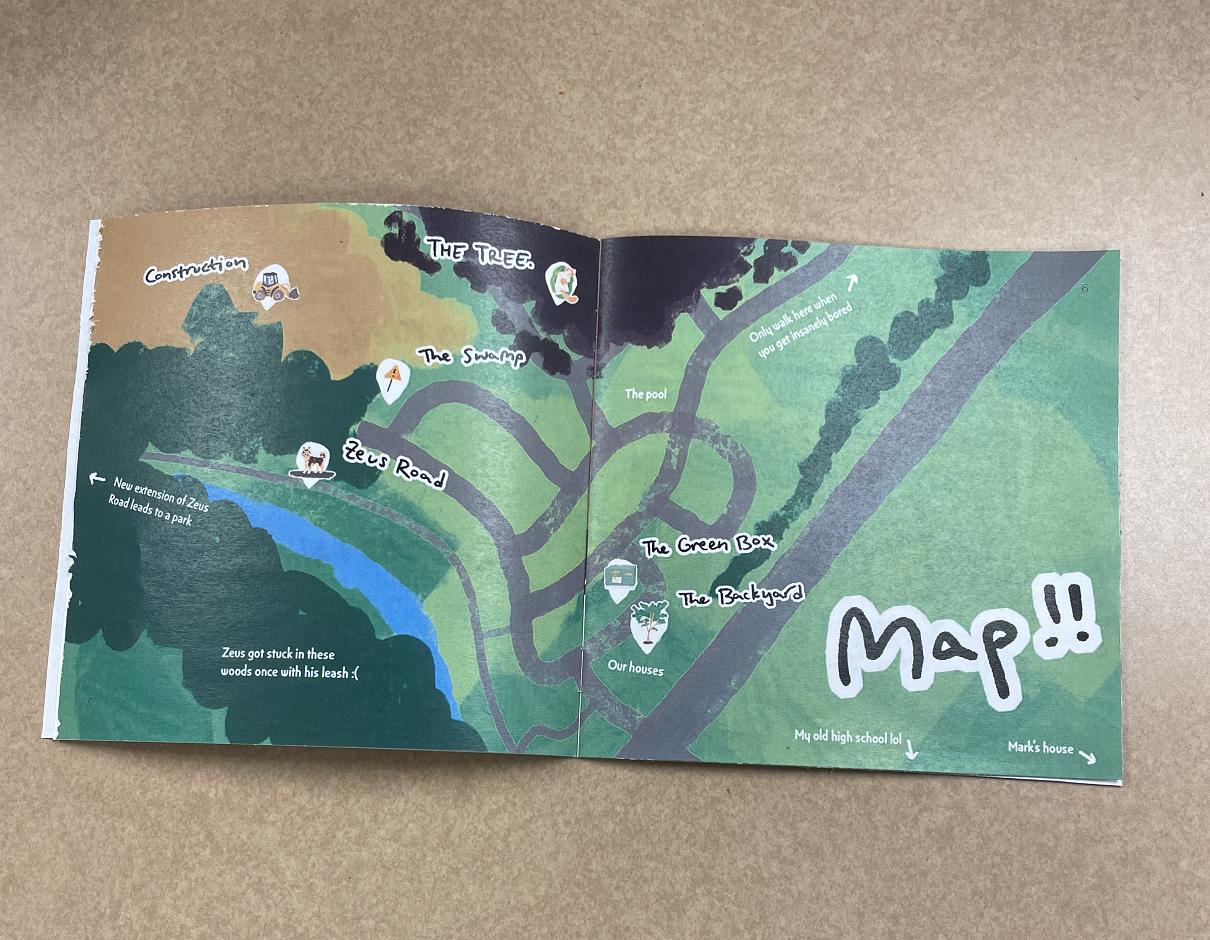 Construction
THE TREE.
The Swamp
Zeus Road
New extension of Zeus
Road leads to a park
Zeus got stuck in these
woods once with his leash :(
5
6
Only walk here when
you get insanely bored
The pool
The Green Box
The Backyard
Our houses
Map!!
My old high school lol
Mark's house